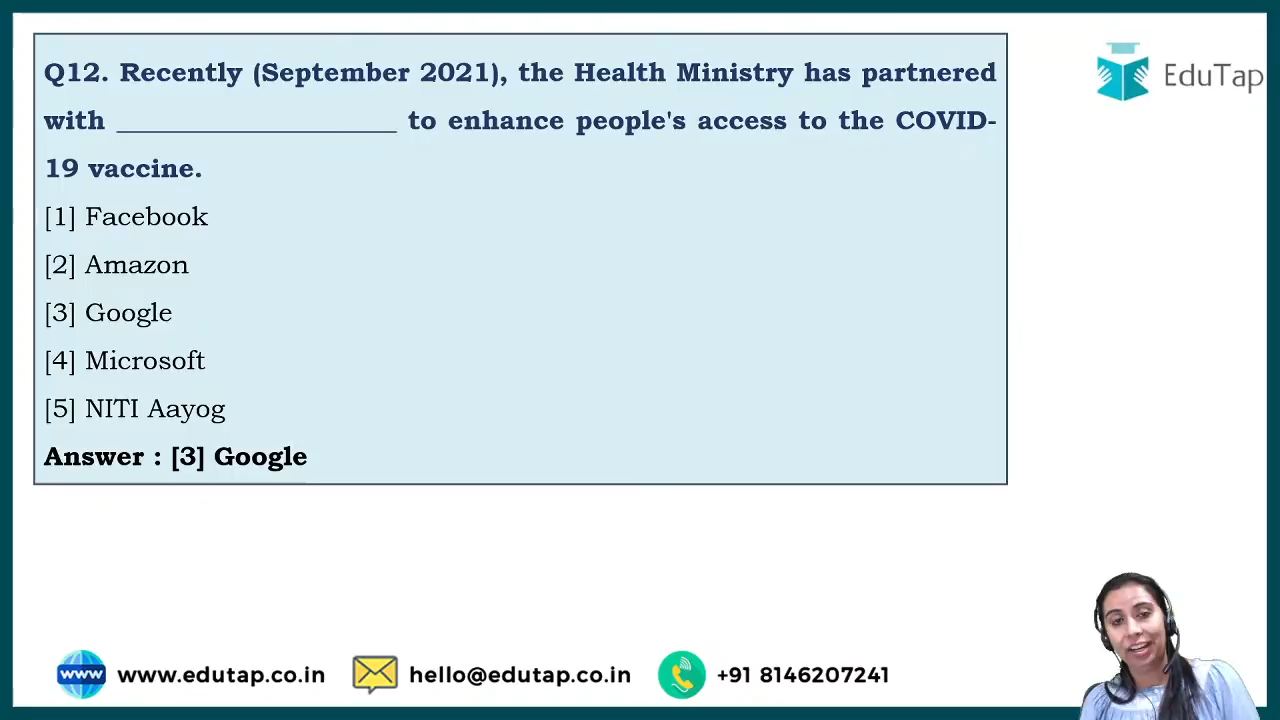 Q12. Recently (September 2021), the Health Ministry has partnered
with ____________________ to enhance people's access to the COVID-
19 vaccine.
[1] Facebook
[2] Amazon
[3] Google
[4] Microsoft
[5] NITI Aayog
Answer : [3] Google
EduTap
www www.edutap.co.in hello@edutap.co.in +91 8146207241